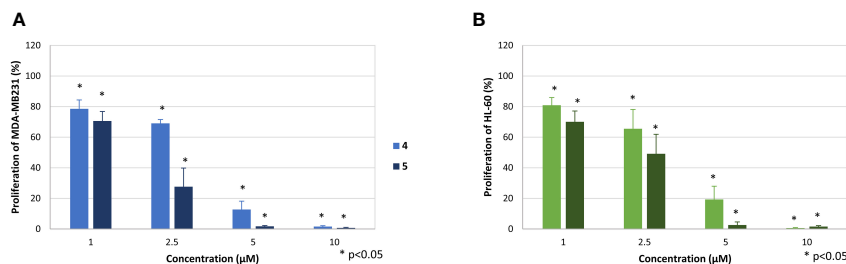 A
Proliferation of MDA-MB231 (%)
120
100
80
60
40
20
0
* * * * * * * *
1 2.5 5 10
Concentration (µM)
* p<0.05
4
5
B
Proliferation of HL-60 (%)
120
100
80
60
40
20
0
* * * * * * * *
1 2.5 5 10
Concentration (µM)
* p<0.05